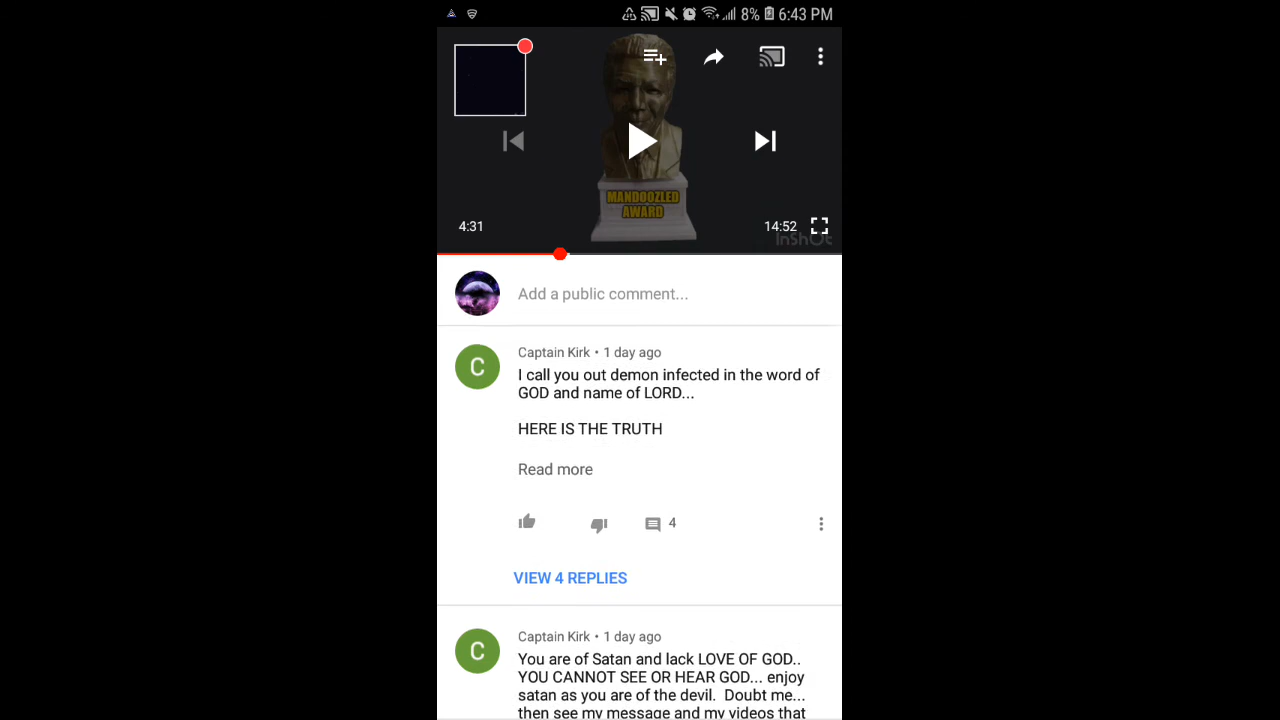 8% 6:43 PM
MANDOOZLED
AWARD
4:31 14:52
InShOt
Add a public comment...
Captain Kirk • 1 day ago
C
I call you out demon infected in the word of
GOD and name of LORD...
HERE IS THE TRUTH
Read more
4
VIEW 4 REPLIES
Captain Kirk • 1 day ago
C
You are of Satan and lack LOVE OF GOD..
YOU CANNOT SEE OR HEAR GOD... enjoy
satan as you are of the devil. Doubt me...
then see my message and my videos that